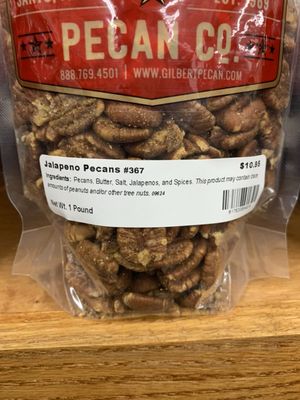 PECAN CO.
888.769.4501 | WWW.GILBERTPECAN.COM
Jalapeno Pecans #367 $10.95
Ingredients: Pecans, Butter, Salt, Jalapenos, and Spices. This product may contain trace
amounts of peanuts and/or other tree nuts. 09624
Net Wt. 1 Pound